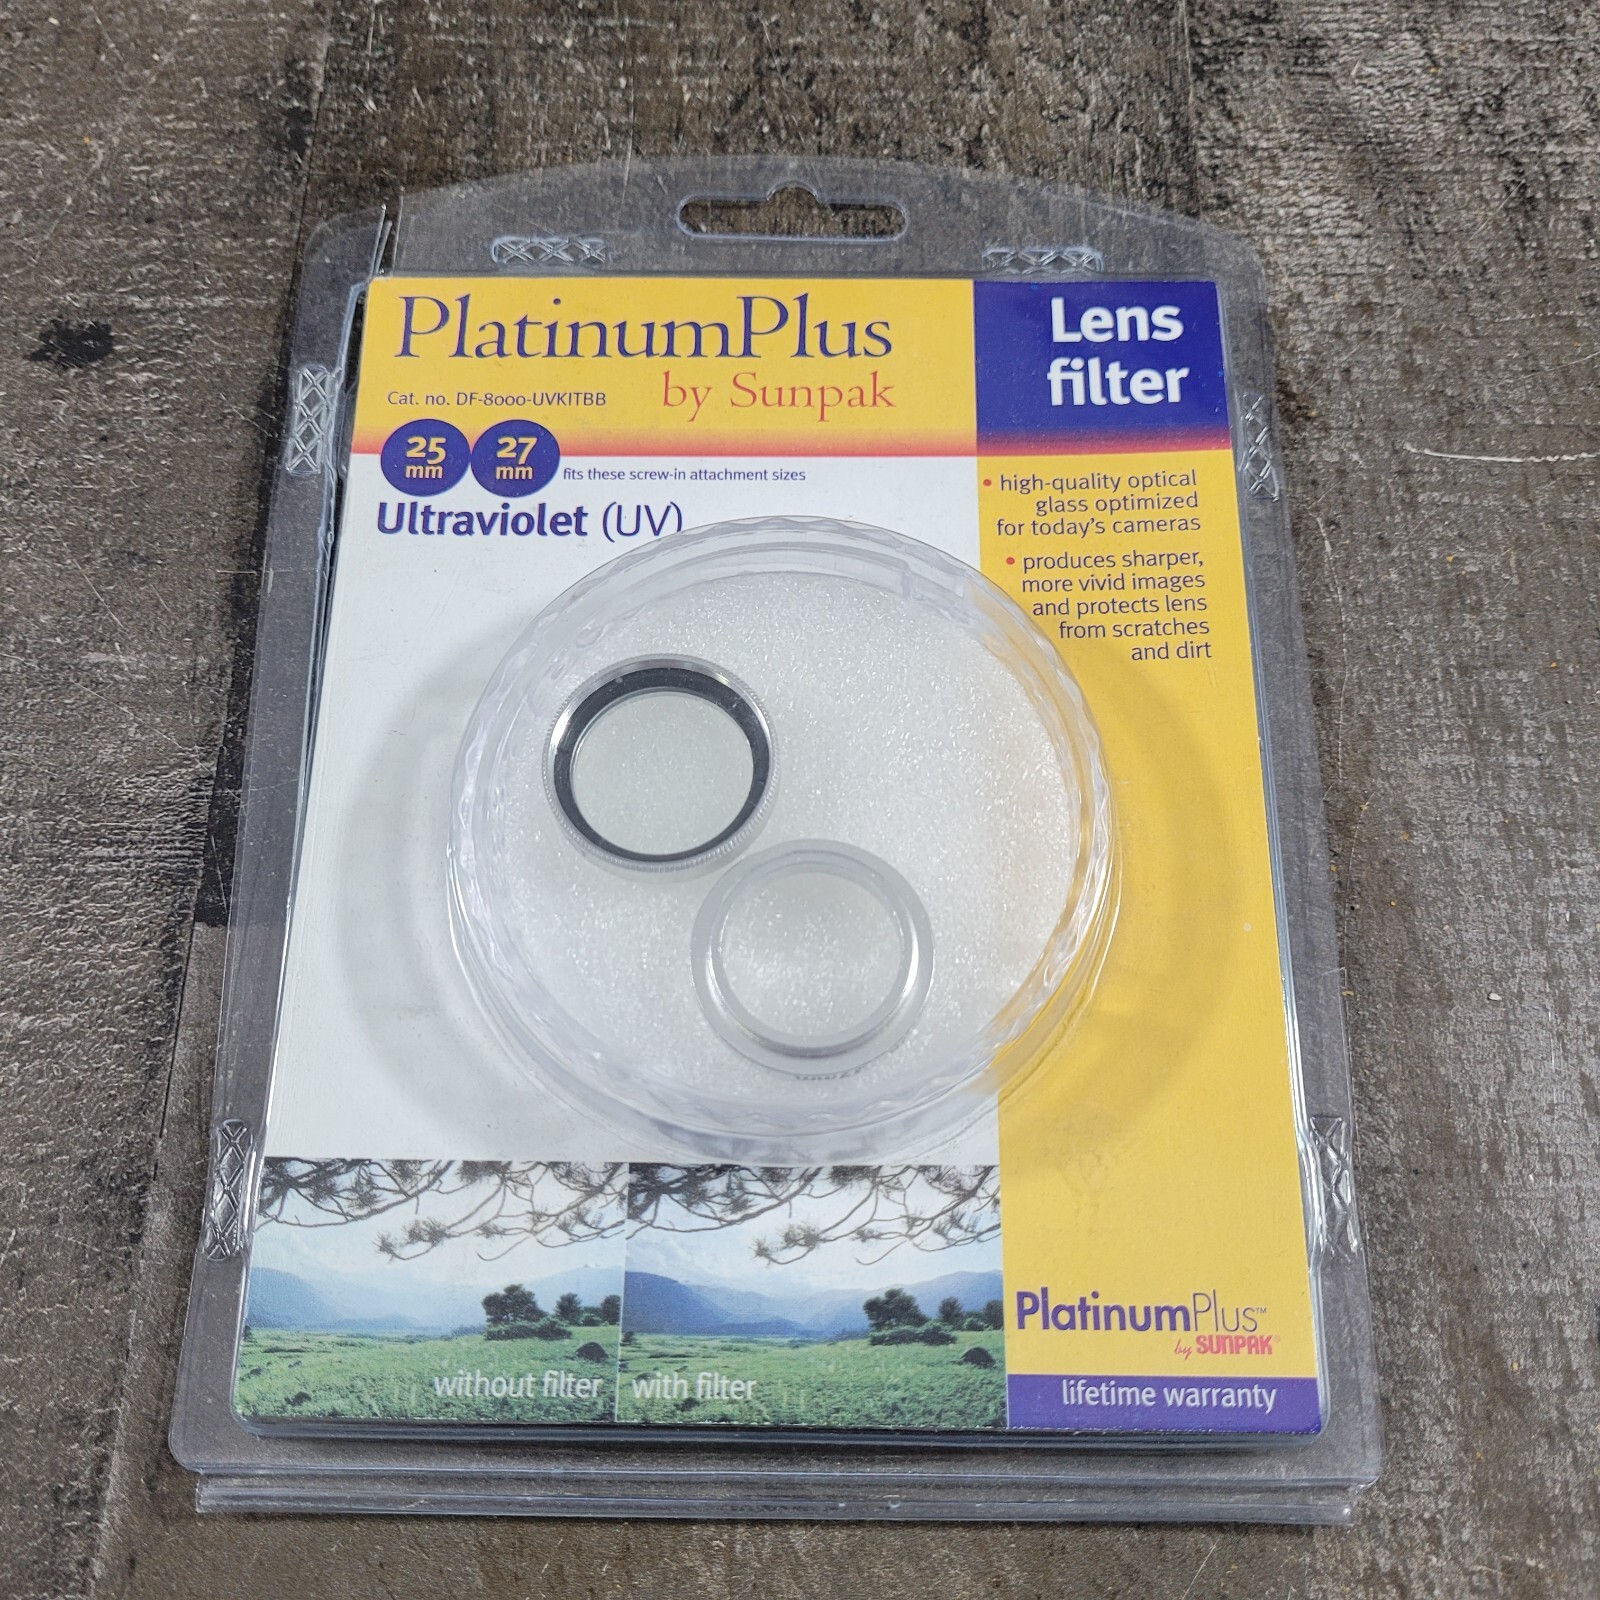 PlatinumPlus
by Sunpak
Cat. no. DF-8000-UVKITBB
Lens
filter
25
mm
27
mm
fits these screw-in attachment sizes
Ultraviolet (UV)
• high-quality optical
glass optimized
for today's cameras
• produces sharper,
more vivid images
and protects lens
from scratches
and dirt
without filter
with filter
PlatinumPlus™
by SUNPAK®
lifetime warranty